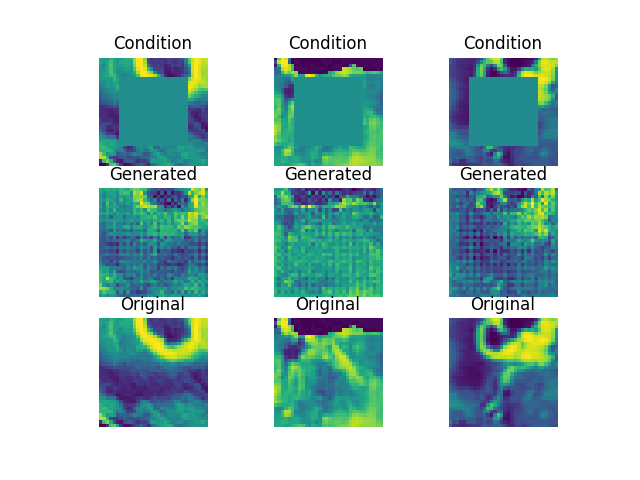 Condition Condition Condition
Generated Generated Generated
Original Original Original